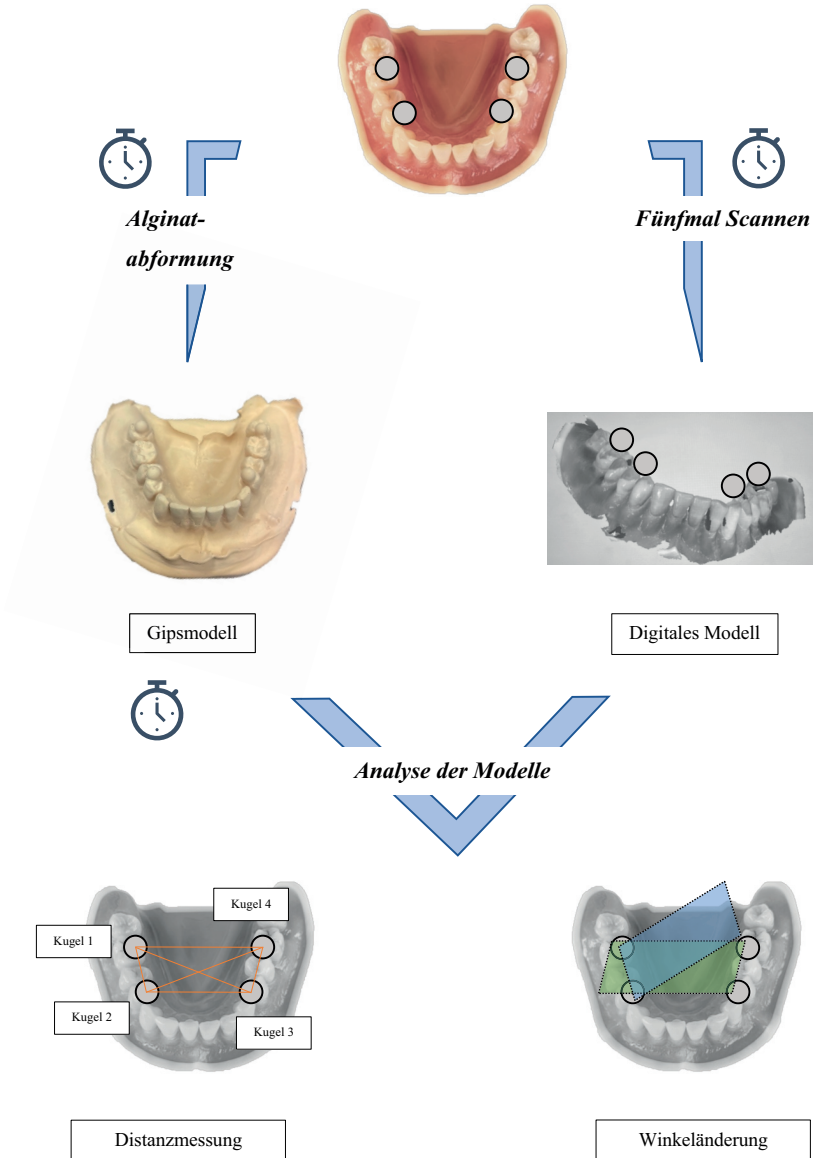 Alginat-
abformung
Fünfmal Scannen
Gipsmodell
Digitales Modell
Analyse der Modelle
Kugel 4
Kugel 1
Kugel 2
Kugel 3
Distanzmessung
Winkeländerung